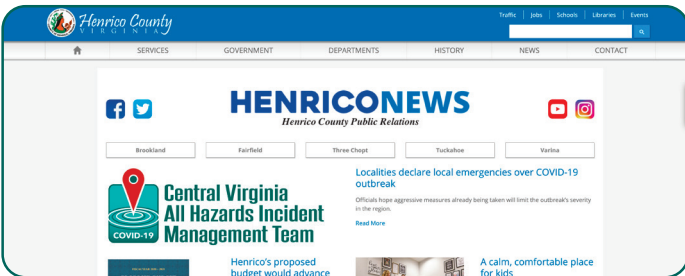 Traffic Jobs Schools Libraries Events
Henrico County
VIRGINIA
SERVICES GOVERNMENT DEPARTMENTS HISTORY NEWS CONTACT
HENRICONEWS
Henrico County Public Relations
Brookland Fairfield Three Chopt Tuckahoe Varina
COVID-19
Central Virginia
All Hazards Incident
Management Team
Localities declare local emergencies over COVID-19
outbreak
Officials hope aggressive measures already being taken will limit the outbreak's severity
in the region.
Read More
Henrico's proposed
budget would advance
A calm, comfortable place
for kids